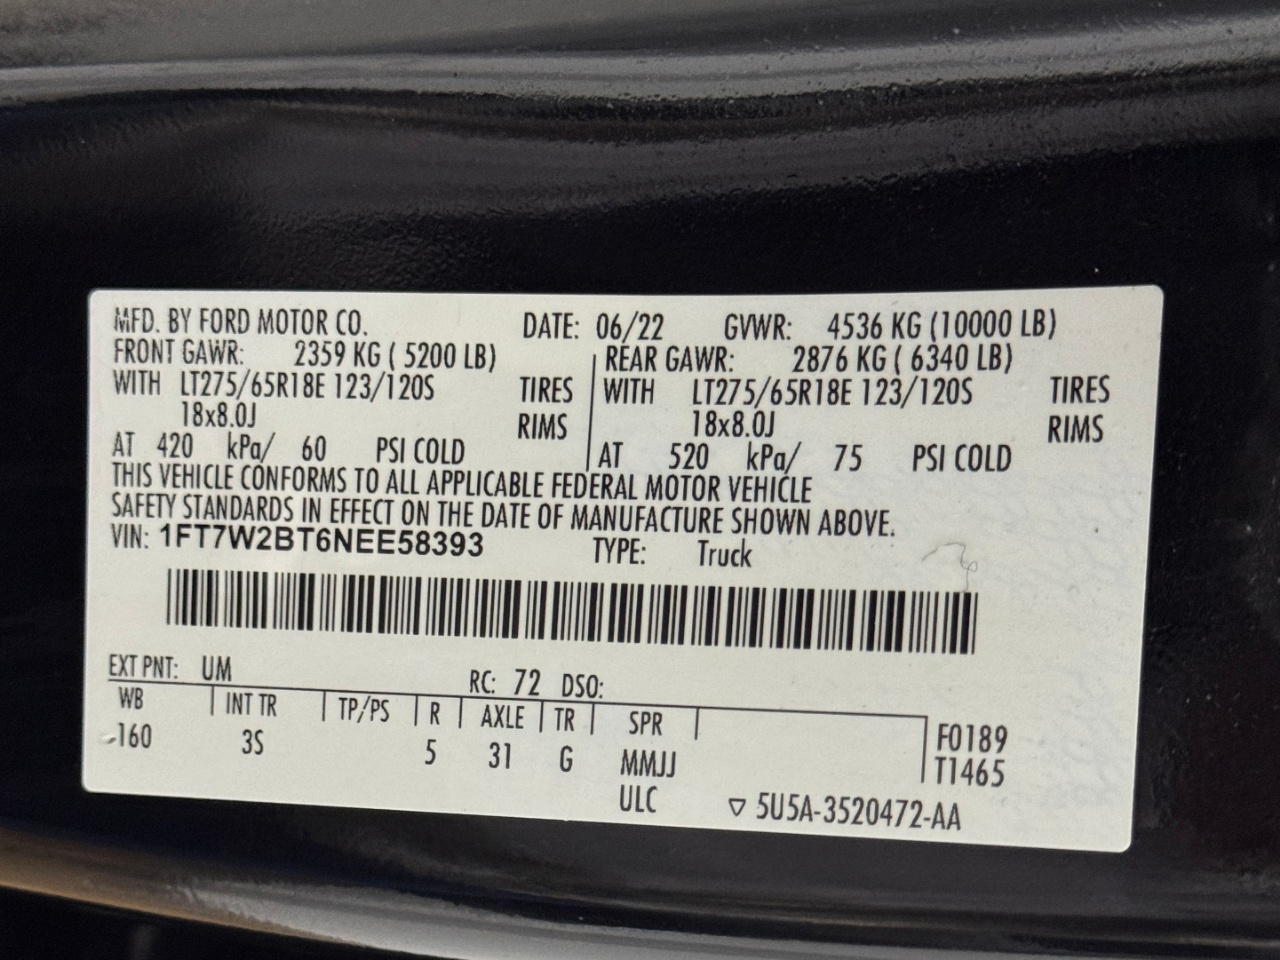 MFD. BY FORD MOTOR CO. DATE: 06/22 GVWR: 4536 KG (10000 LB)
FRONT GAWR: 2359 KG ( 5200 LB) REAR GAWR: 2876 KG ( 6340 LB)
WITH LT275/65R18E 123/120S TIRES WITH LT275/65R18E 123/120S TIRES
18x8.0J RIMS 18x8.0J RIMS
AT 420 kPa/ 60 PSI COLD AT 520 kPa/ 75 PSI COLD
THIS VEHICLE CONFORMS TO ALL APPLICABLE FEDERAL MOTOR VEHICLE
SAFETY STANDARDS IN EFFECT ON THE DATE OF MANUFACTURE SHOWN ABOVE.
VIN: 1FT7W2BT6NEE58393 TYPE: Truck
EXT PNT: UM RC: 72 DSO:
WB INT TR TP/PS R AXLE TR SPR F0189
160 3S 5 31 G MMJJ T1465
ULC 5U5A-3520472-AA